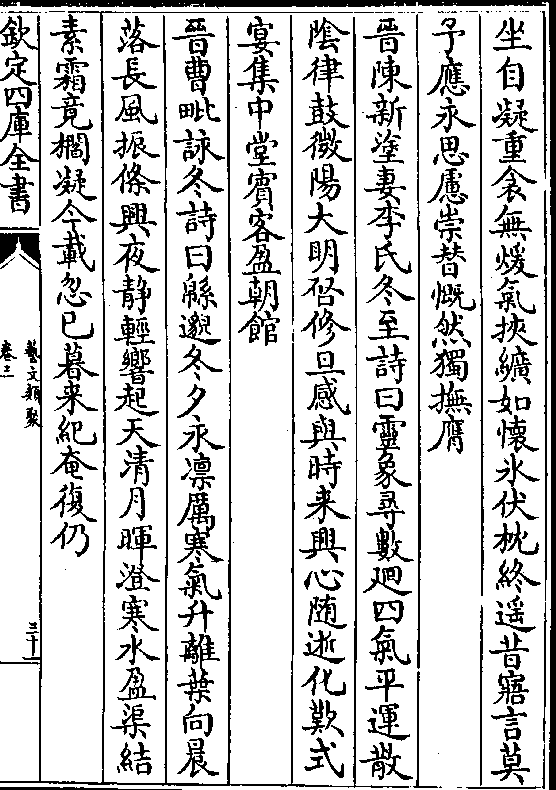 坐自凝重衾無煖氣挾纊如懷氷伏枕終遥昔寤言莫
予應永思慮崇替慨然獨撫膺
晉陳新塗妻李氏冬至詩曰靈象尋數廻四氣平運散
陰律鼓微陽大明啓修旦感與時来興心随逝化歎式
宴集中堂賓客盈朝館
晉曹毗詠冬詩曰緜邈冬夕永凛厲寒氣升離葉向晨
落長風振條興夜静輕響起天清月暉澄寒水盈渠結
素霜竟櫩凝今載忽已暮来紀奄復仍
欽定四庫全書
藝文類聚
卷三
三十一